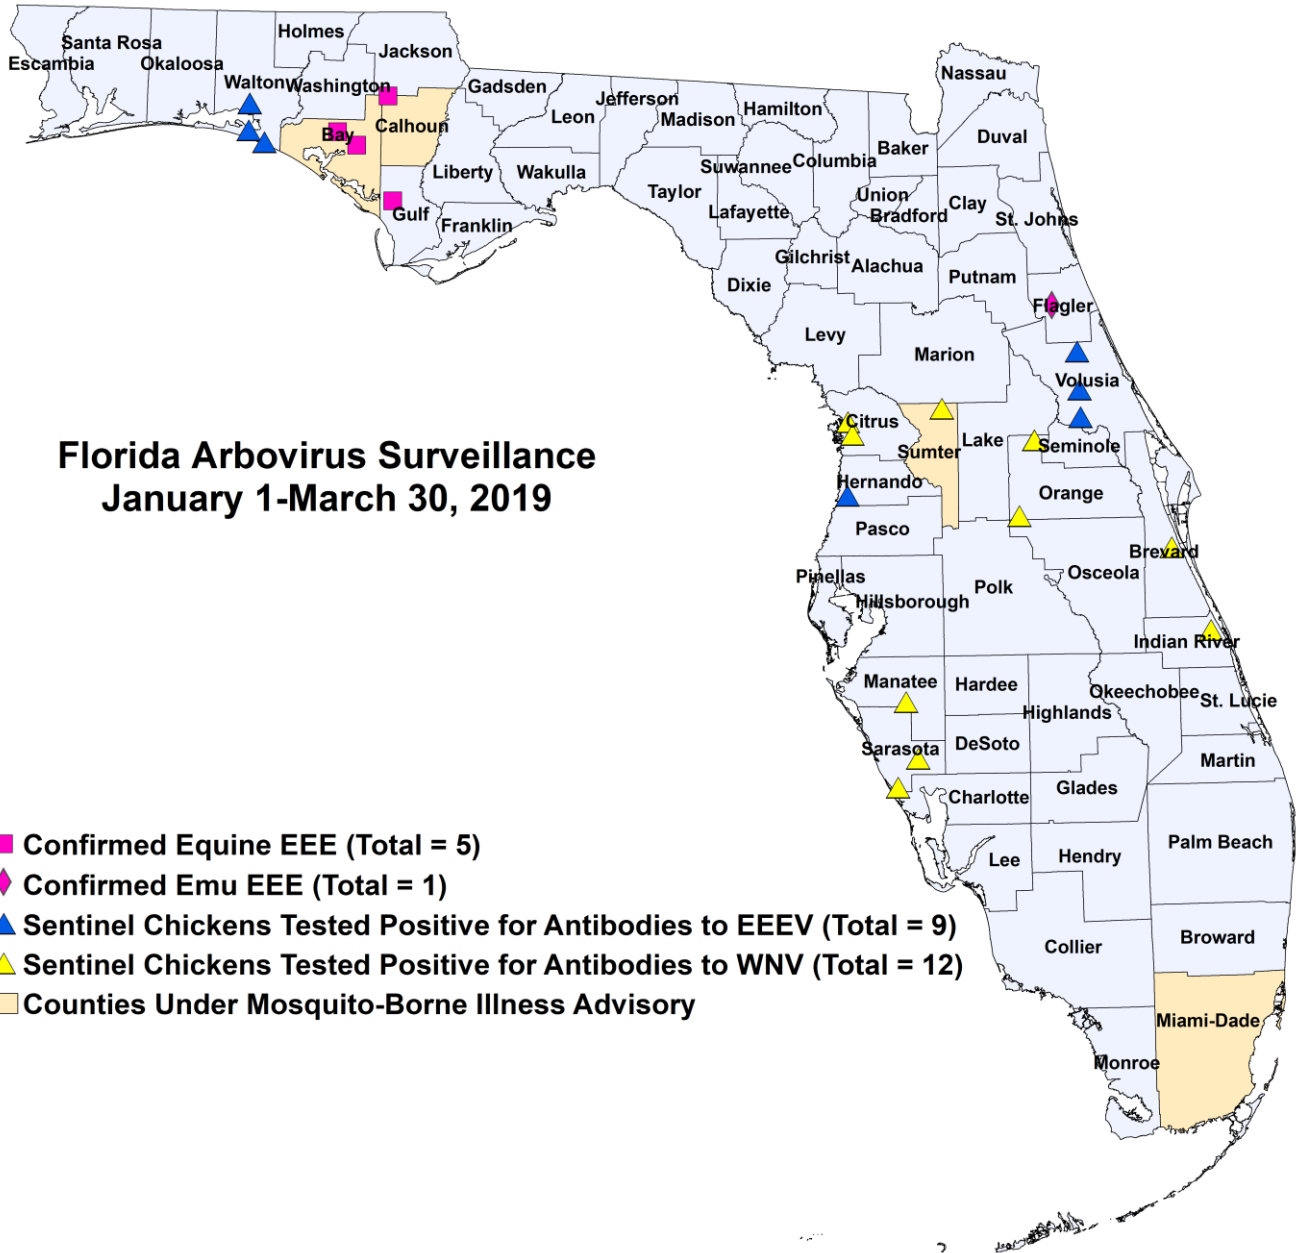 Holmes
Jackson
Santa Rosa
Escambia
Okaloosa
Walton
Washington
Gadsden
Nassau
Jefferson
Hamilton
Leon
Madison
Bay
Calhoun
Duval
Baker
Suwannee
Columbia
Liberty
Wakulla
Taylor
Union
Clay
Lafayette
Bradford
St. Johns
Gulf
Franklin
Gilchrist
Alachua
Putnam
Dixie
Flagler
Levy
Marion
Volusia
Citrus
Lake
Seminole
Sumter
Florida Arbovirus Surveillance
January 1-March 30, 2019
Hernando
Orange
Pasco
Brevard
Osceola
Pinellas
Polk
Hillsborough
Indian River
Manatee
Hardee
Okeechobee
St. Lucie
Highlands
Sarasota
DeSoto
Martin
Glades
Charlotte
Palm Beach
Lee
Hendry
Confirmed Equine EEE (Total = 5)
Confirmed Emu EEE (Total = 1)
Sentinel Chickens Tested Positive for Antibodies to EEEV (Total = 9)
Sentinel Chickens Tested Positive for Antibodies to WNV (Total = 12)
Counties Under Mosquito-Borne Illness Advisory
Broward
Collier
Miami-Dade
Monroe